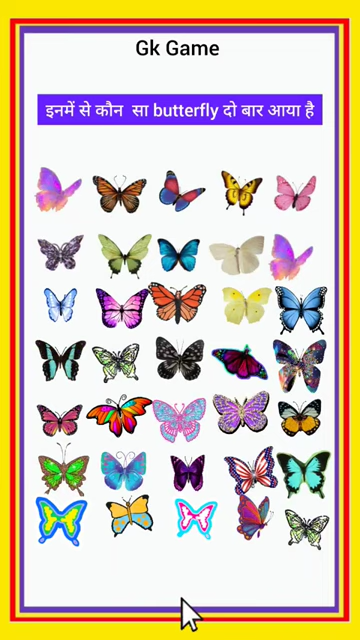 Gk Game
इनमें से कौन सा butterfly दो बार आया है